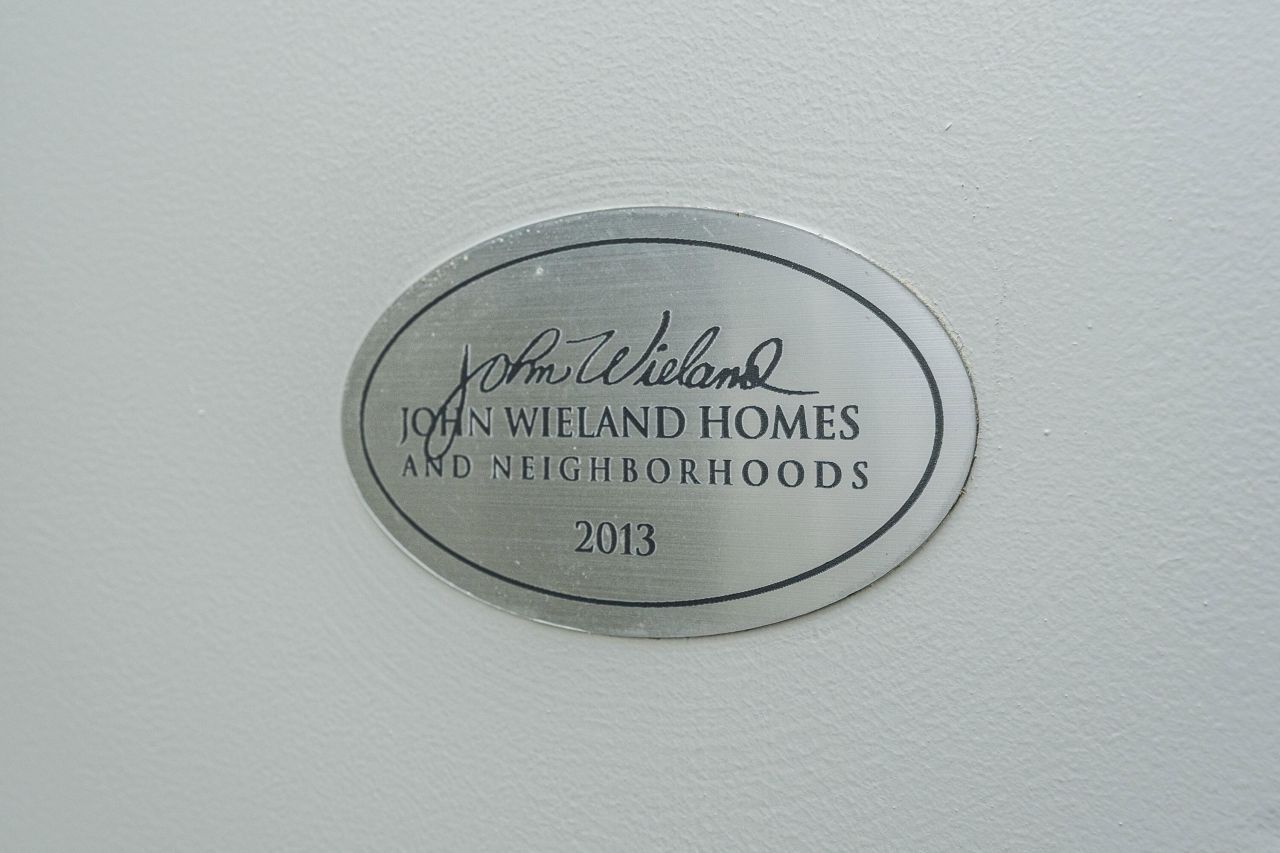 John Wieland
JOHN WIELAND HOMES
AND NEIGHBORHOODS
2013